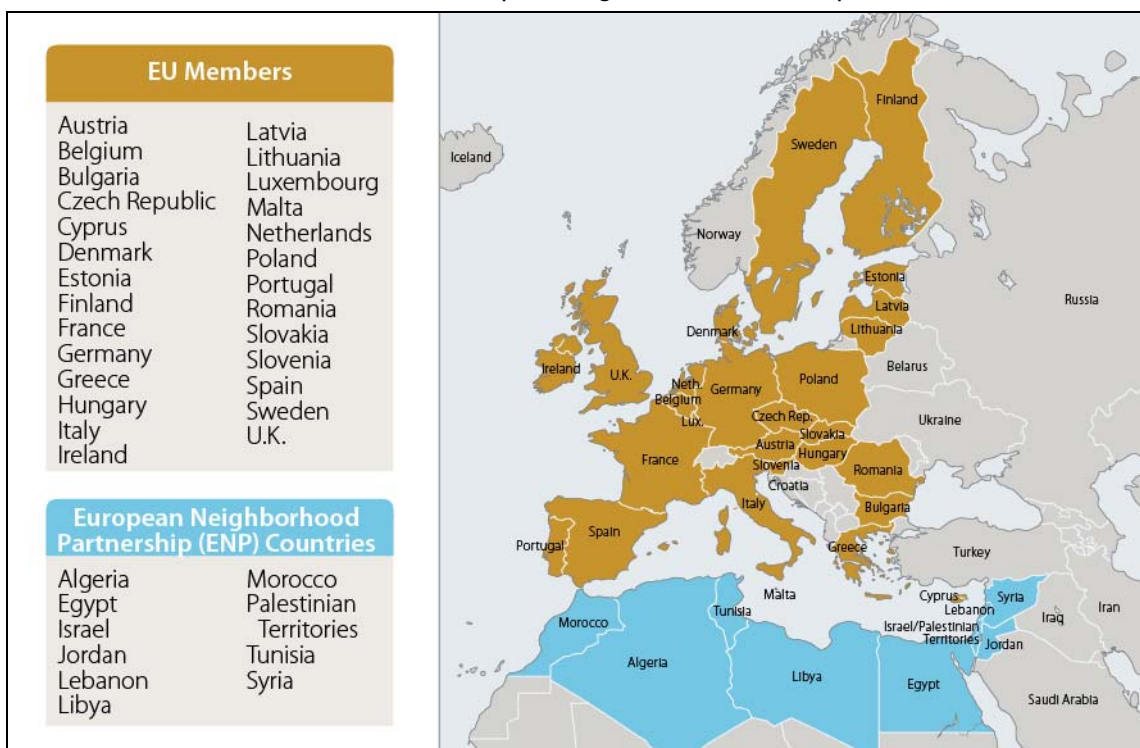 EU Members
Austria
Belgium
Bulgaria
Czech Republic
Cyprus
Denmark
Estonia
Finland
France
Germany
Greece
Hungary
Italy
Ireland
Latvia
Lithuania
Luxembourg
Malta
Netherlands
Poland
Portugal
Romania
Slovakia
Slovenia
Spain
Sweden
U.K.
European Neighborhood
Partnership (ENP) Countries
Algeria
Egypt
Israel
Jordan
Lebanon
Libya
Morocco
Palestinian
Territories
Tunisia
Syria
Iceland
Finland
Sweden
Norway
Russia
Estonia
Latvia
Lithuania
Denmark
Belarus
Ireland
U.K.
Neth.
Belgium
Lux.
Germany
Poland
Ukraine
Czech Rep.
Slovakia
Austria
Hungary
France
Slovenia
Croatia
Romania
Italy
Bulgaria
Portugal
Spain
Greece
Turkey
Malta
Cyprus
Lebanon
Syria
Iraq
Iran
Israel/Palestinian
Territories
Jordan
Morocco
Tunisia
Algeria
Libya
Egypt
Saudi Arabia